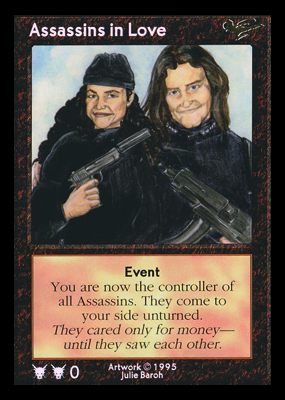 Assassins in Love
Event
You are now the controller of
all Assassins. They come to
your side unturned.
They cared only for money—
until they saw each other.
0
Artwork © 1995
Julie Baroh